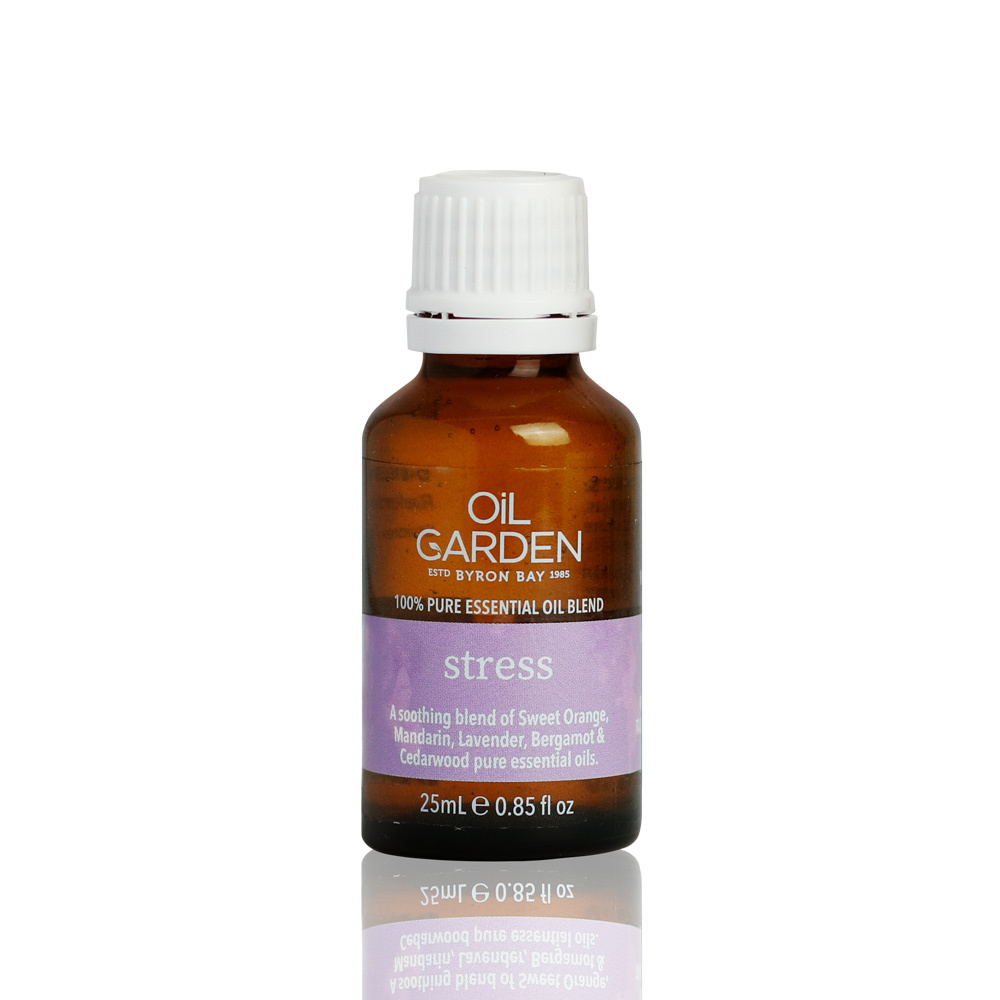 OiL
GARDEN
ESTD BYRON BAY 1985
100% PURE ESSENTIAL OIL BLEND
stress
A soothing blend of Sweet Orange,
Mandarin, Lavender, Bergamot &
Cedarwood pure essential oils.
25mL ℮ 0.85 fl oz